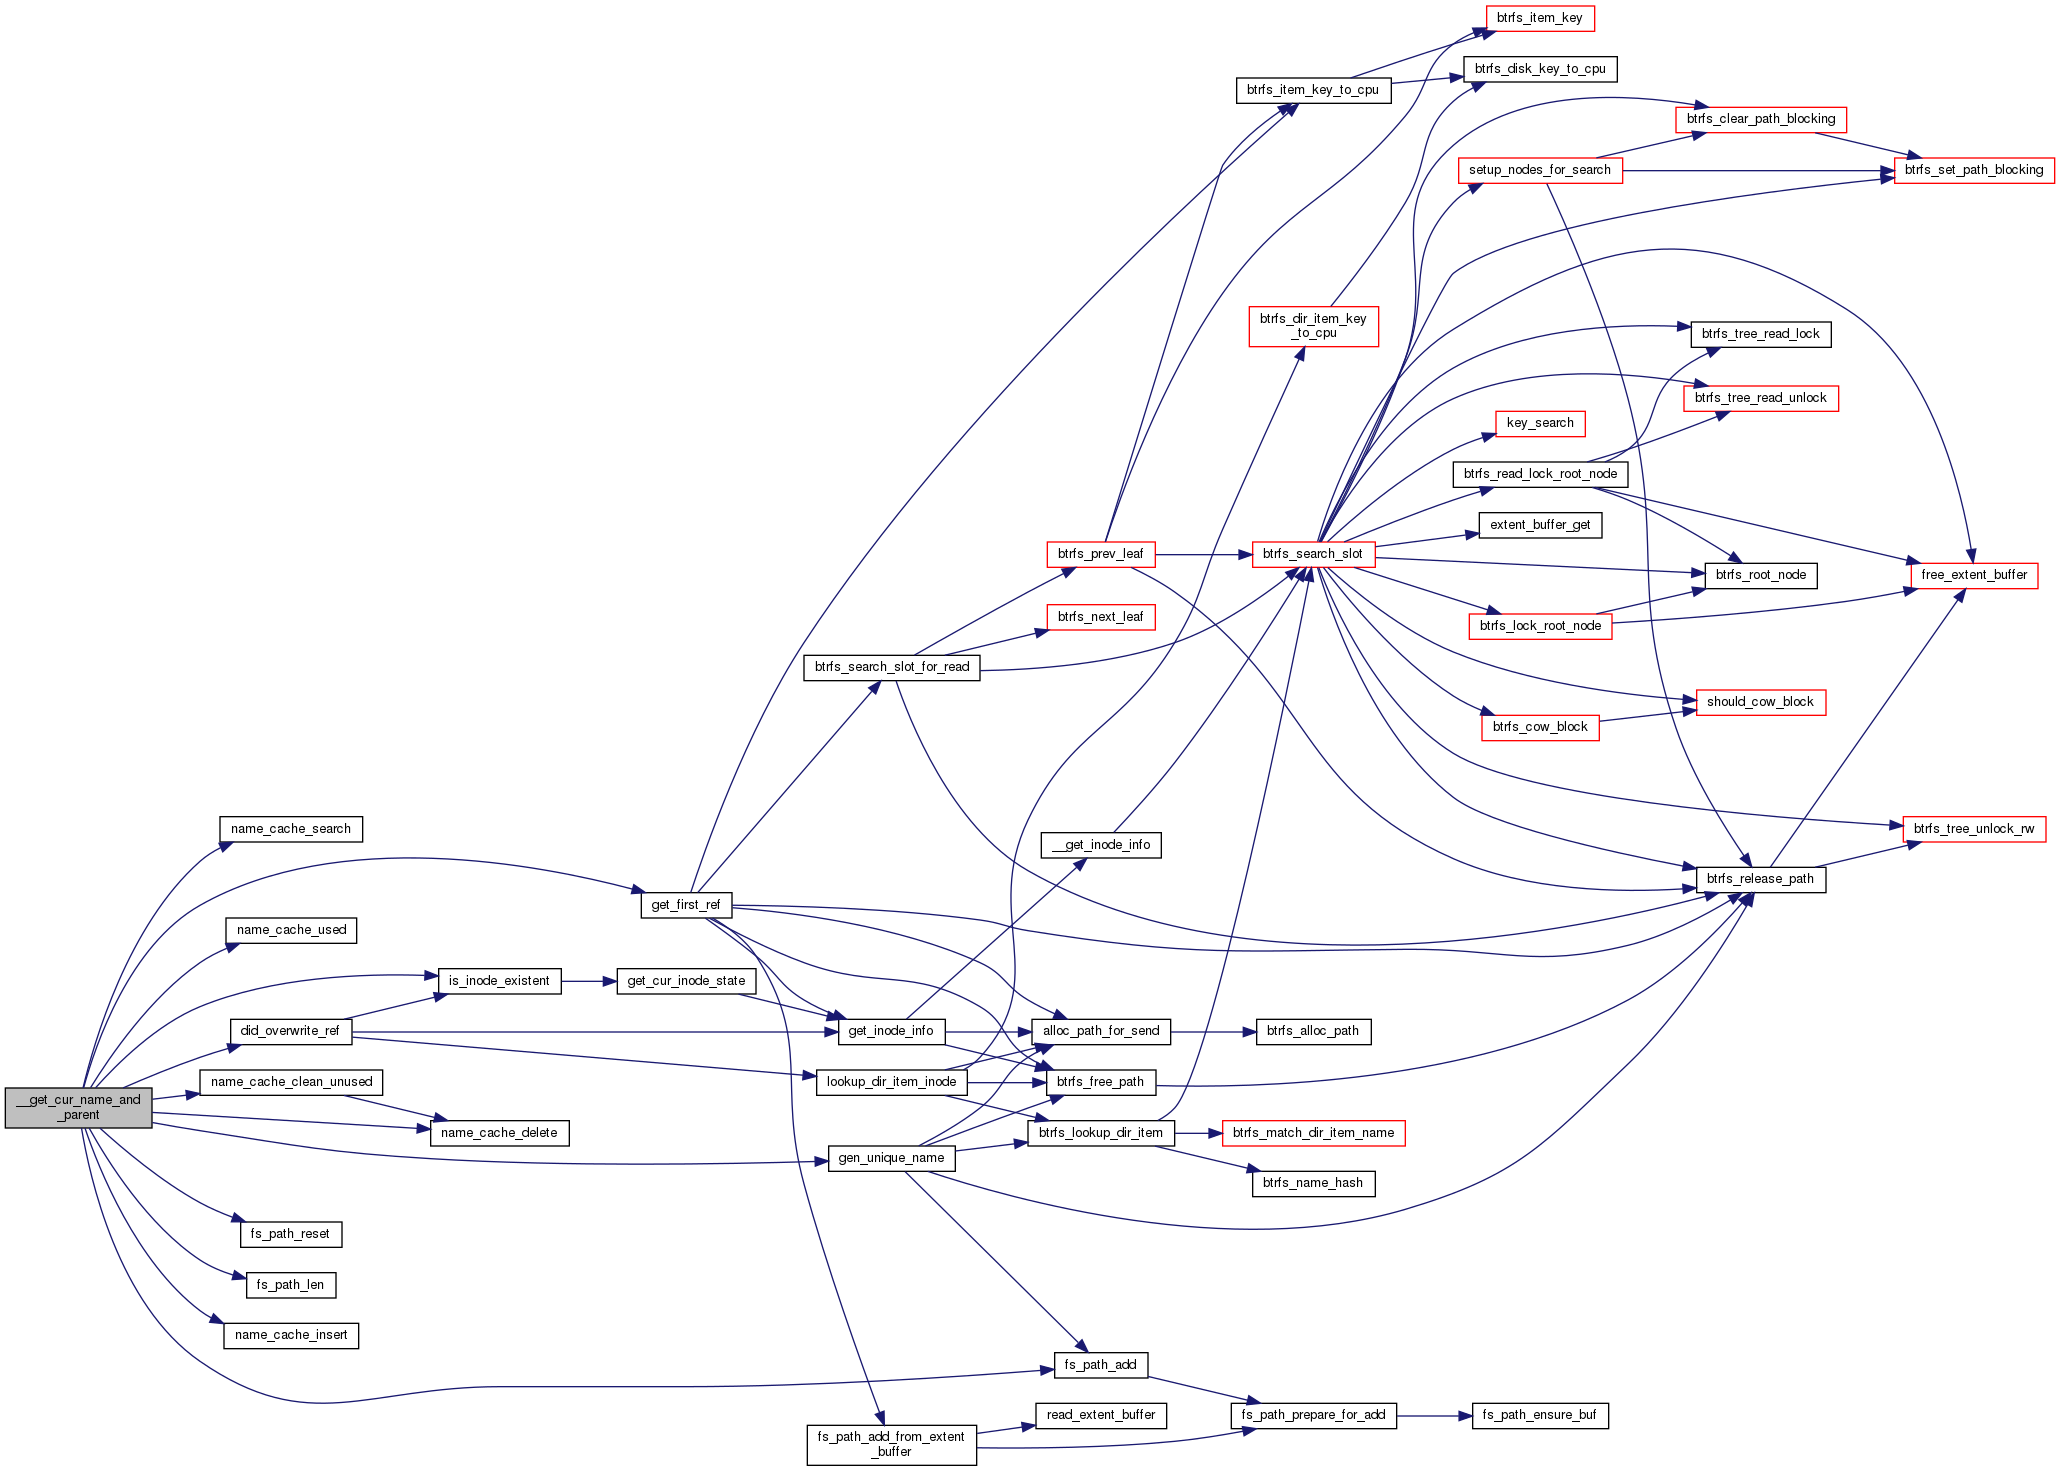 btrfs_item_key
btrfs_disk_key_to_cpu
btrfs_item_key_to_cpu
btrfs_clear_path_blocking
setup_nodes_for_search
btrfs_set_path_blocking
btrfs_dir_item_key
_to_cpu
btrfs_tree_read_lock
btrfs_tree_read_unlock
key_search
btrfs_read_lock_root_node
extent_buffer_get
btrfs_prev_leaf
btrfs_search_slot
btrfs_root_node
free_extent_buffer
btrfs_next_leaf
btrfs_lock_root_node
btrfs_search_slot_for_read
should_cow_block
btrfs_cow_block
name_cache_search
__get_inode_info
btrfs_tree_unlock_rw
btrfs_release_path
get_first_ref
name_cache_used
is_inode_existent
get_cur_inode_state
did_overwrite_ref
get_inode_info
alloc_path_for_send
btrfs_alloc_path
name_cache_clean_unused
lookup_dir_item_inode
btrfs_free_path
__get_cur_name_and
_parent
name_cache_delete
btrfs_lookup_dir_item
btrfs_match_dir_item_name
gen_unique_name
btrfs_name_hash
fs_path_reset
fs_path_len
name_cache_insert
fs_path_add
read_extent_buffer
fs_path_prepare_for_add
fs_path_ensure_buf
fs_path_add_from_extent
_buffer